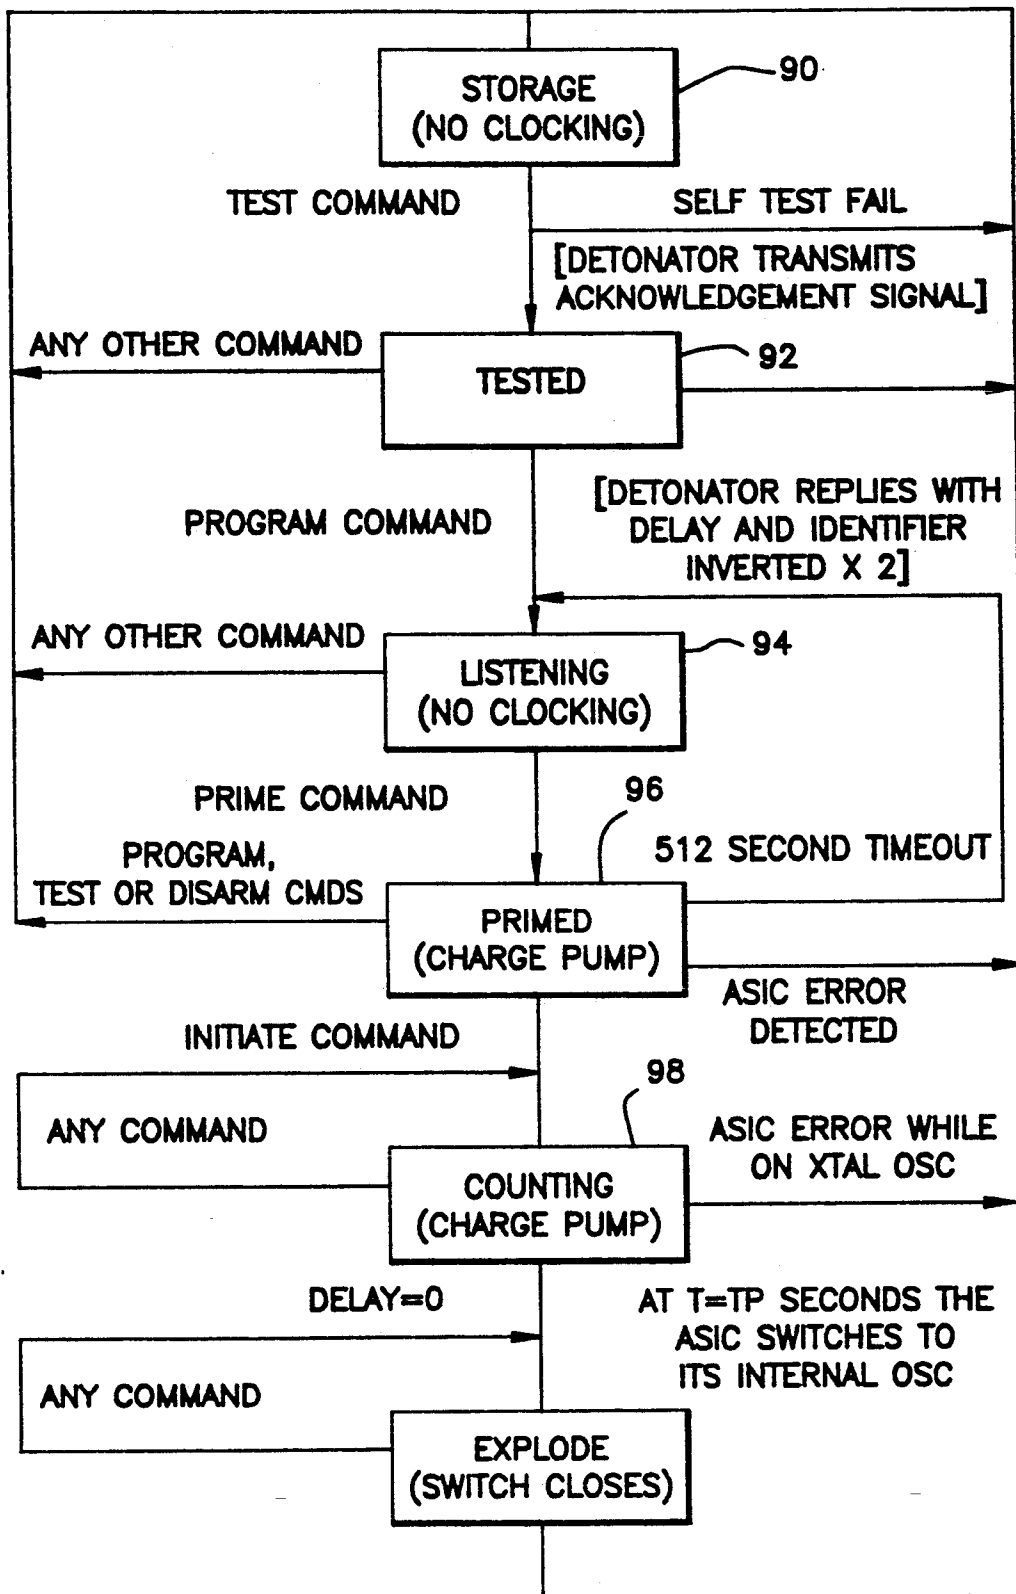 90
STORAGE
(NO CLOCKING)
TEST COMMAND
SELF TEST FAIL
[DETONATOR TRANSMITS
ACKNOWLEDGEMENT SIGNAL]
ANY OTHER COMMAND
92
TESTED
PROGRAM COMMAND
[DETONATOR REPLIES WITH
DELAY AND IDENTIFIER
INVERTED X 2]
ANY OTHER COMMAND
94
LISTENING
(NO CLOCKING)
PRIME COMMAND
96
512 SECOND TIMEOUT
PROGRAM,
TEST OR DISARM CMDS
PRIMED
(CHARGE PUMP)
ASIC ERROR
DETECTED
INITIATE COMMAND
98
ANY COMMAND
ASIC ERROR WHILE
ON XTAL OSC
COUNTING
(CHARGE PUMP)
DELAY=0
AT T=TP SECONDS THE
ASIC SWITCHES TO
ITS INTERNAL OSC
ANY COMMAND
EXPLODE
(SWITCH CLOSES)